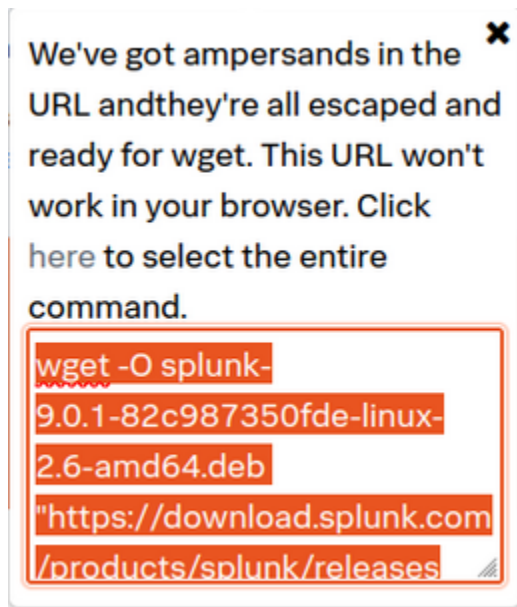 We've got ampersands in the
URL andthey're all escaped and
ready for wget. This URL won't
work in your browser. Click
here to select the entire
command.
wget -O splunk-
9.0.1-82c987350fde-linux-
2.6-amd64.deb
"https://download.splunk.com
/products/splunk/releases